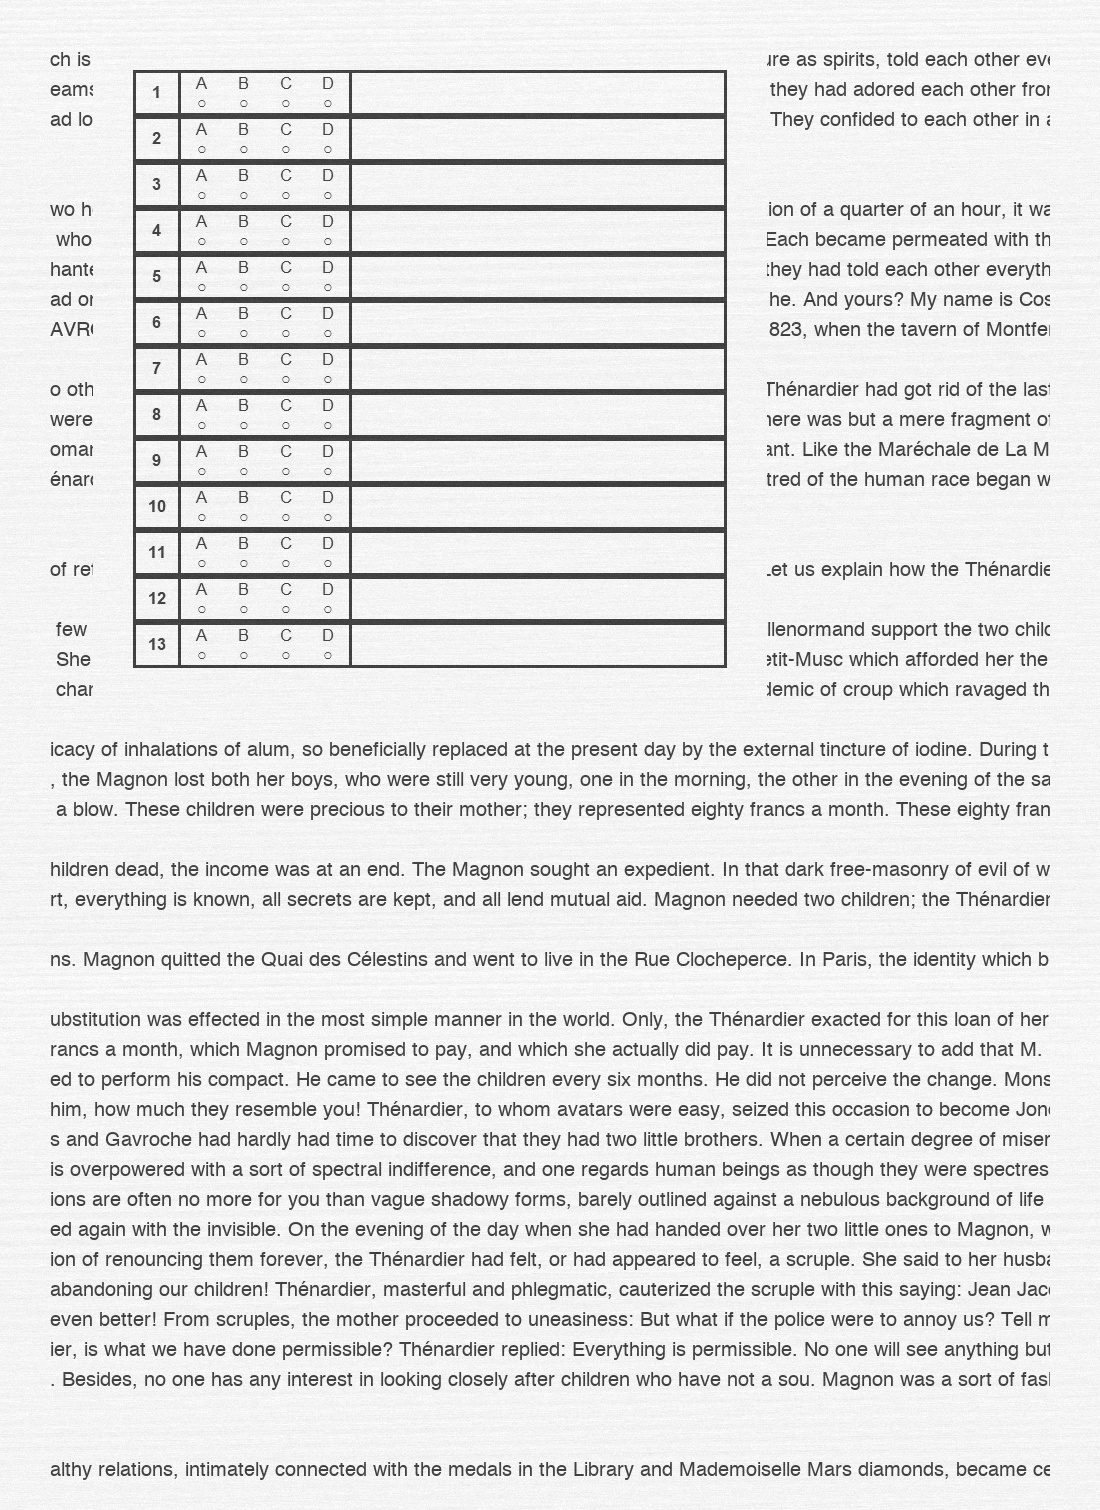 ch is
eams
ad lo
wo h
who
hante
ad or
AVR
o oth
were
omar
énard
of ret
few
She
char
1 A B C D
○ ○ ○ ○
2 A B C D
○ ○ ○ ○
3 A B C D
○ ○ ○ ○
4 A B C D
○ ○ ○ ○
5 A B C D
○ ○ ○ ○
6 A B C D
○ ○ ○ ○
7 A B C D
○ ○ ○ ○
8 A B C D
○ ○ ○ ○
9 A B C D
○ ○ ○ ○
10 A B C D
○ ○ ○ ○
11 A B C D
○ ○ ○ ○
12 A B C D
○ ○ ○ ○
13 A B C D
○ ○ ○ ○
ure as spirits, told each other eve
they had adored each other from
They confided to each other in a
ion of a quarter of an hour, it wa
Each became permeated with th
they had told each other everyth
he. And yours? My name is Cos
823, when the tavern of Montfer
Thénardier had got rid of the last
here was but a mere fragment of
ant. Like the Maréchale de La M
tred of the human race began w
Let us explain how the Thénardie
llenormand support the two child
etit-Musc which afforded her the
demic of croup which ravaged th
icacy of inhalations of alum, so beneficially replaced at the present day by the external tincture of iodine. During t
, the Magnon lost both her boys, who were still very young, one in the morning, the other in the evening of the sa
a blow. These children were precious to their mother; they represented eighty francs a month. These eighty fran
hildren dead, the income was at an end. The Magnon sought an expedient. In that dark free-masonry of evil of w
rt, everything is known, all secrets are kept, and all lend mutual aid. Magnon needed two children; the Thénardier
ns. Magnon quitted the Quai des Célestins and went to live in the Rue Clocheperce. In Paris, the identity which b
ubstitution was effected in the most simple manner in the world. Only, the Thénardier exacted for this loan of her
rancs a month, which Magnon promised to pay, and which she actually did pay. It is unnecessary to add that M.
ed to perform his compact. He came to see the children every six months. He did not perceive the change. Mons
him, how much they resemble you! Thénardier, to whom avatars were easy, seized this occasion to become Jond
s and Gavroche had hardly had time to discover that they had two little brothers. When a certain degree of miser
is overpowered with a sort of spectral indifference, and one regards human beings as though they were spectres
ions are often no more for you than vague shadowy forms, barely outlined against a nebulous background of life
ed again with the invisible. On the evening of the day when she had handed over her two little ones to Magnon, w
ion of renouncing them forever, the Thénardier had felt, or had appeared to feel, a scruple. She said to her husba
abandoning our children! Thénardier, masterful and phlegmatic, cauterized the scruple with this saying: Jean Jac
even better! From scruples, the mother proceeded to uneasiness: But what if the police were to annoy us? Tell m
ier, is what we have done permissible? Thénardier replied: Everything is permissible. No one will see anything but
. Besides, no one has any interest in looking closely after children who have not a sou. Magnon was a sort of fash
althy relations, intimately connected with the medals in the Library and Mademoiselle Mars diamonds, became ce